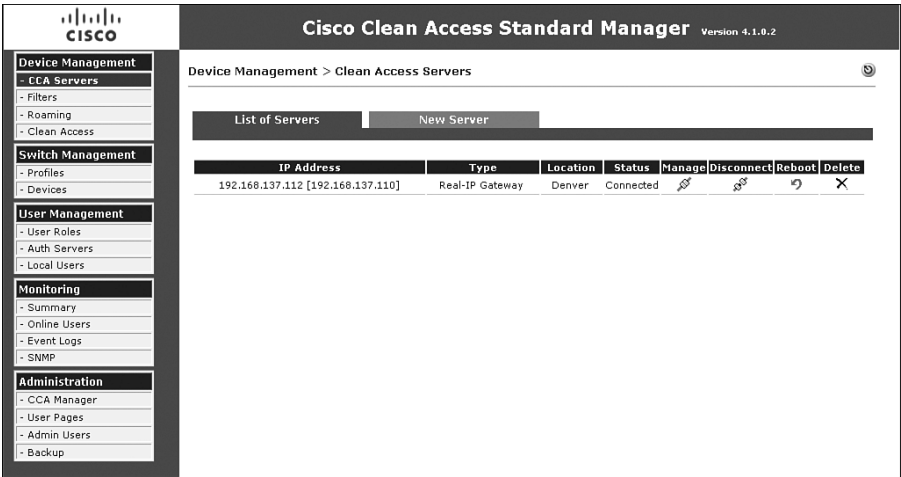 CISCO
Cisco Clean Access Standard Manager Version 4.1.0.2
Device Management
- CCA Servers
- Filters
- Roaming
- Clean Access
Switch Management
- Profiles
- Devices
User Management
- User Roles
- Auth Servers
- Local Users
Monitoring
- Summary
- Online Users
- Event Logs
- SNMP
Administration
- CCA Manager
- User Pages
- Admin Users
- Backup
Device Management > Clean Access Servers
List of Servers New Server
IP Address Type Location Status Manage Disconnect Reboot Delete
192.168.137.112 [192.168.137.110] Real-IP Gateway Denver Connected